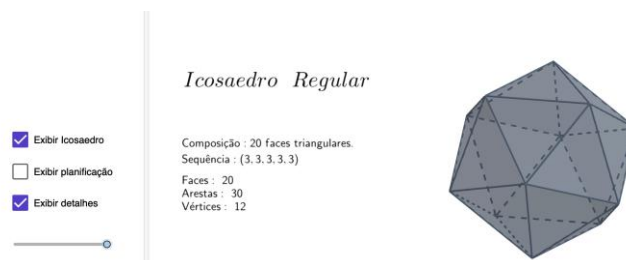 Icosaedro Regular
Exibir Icosaedro
Exibir planificação
Exibir detalhes
Composição : 20 faces triangulares.
Sequência : (3, 3, 3, 3, 3)
Faces : 20
Arestas : 30
Vértices : 12